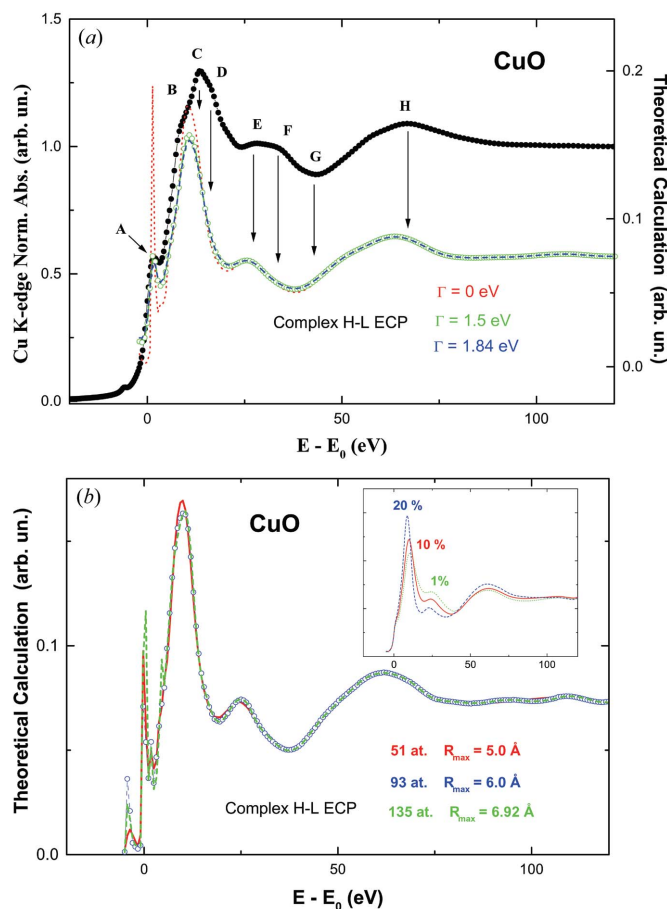 (a)
CuO
1.5
1.0
0.5
0.0
Cu K-edge Norm. Abs. (arb. un.)
0.2
0.1
0.0
Theoretical Calculation (arb. un.)
A
B
C
D
E
F
G
H
Γ = 0 eV
Γ = 1.5 eV
Γ = 1.84 eV
Complex H-L ECP
0
50
100
E - E0 (eV)
(b)
CuO
0.1
0.0
Theoretical Calculation (arb. un.)
20 %
10 %
1%
0
50
100
51 at. Rmax = 5.0 Å
93 at. Rmax = 6.0 Å
135 at. Rmax = 6.92 Å
Complex H-L ECP
0
50
100
E - E0 (eV)